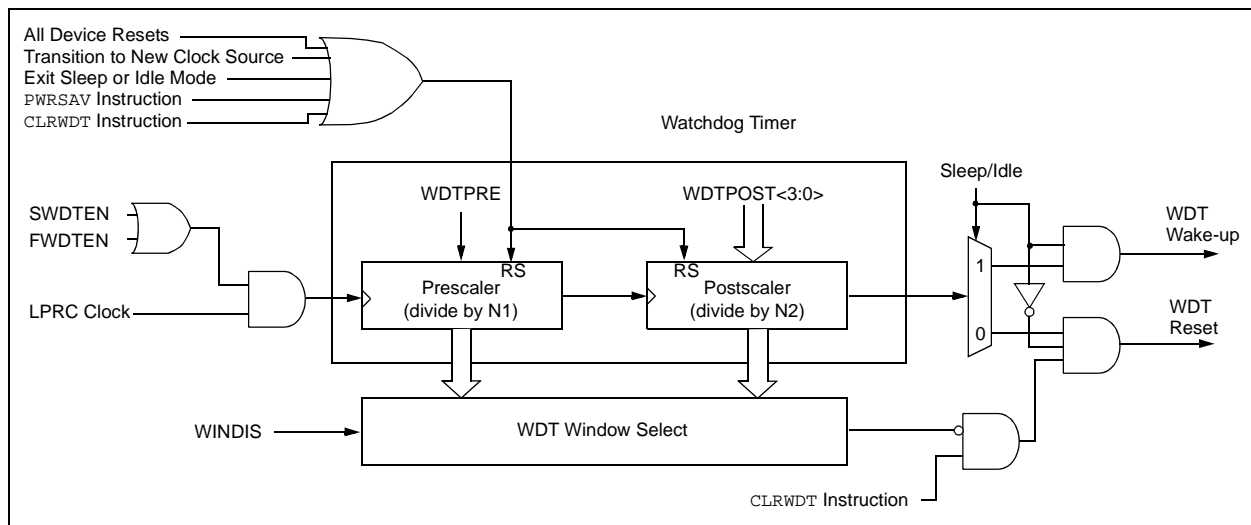 All Device Resets
Transition to New Clock Source
Exit Sleep or Idle Mode
PWRSAV Instruction
CLRWDT Instruction
Watchdog Timer
Sleep/Idle
WDTPRE
WDTPOST<3:0>
SWDTEN
FWDTEN
WDT
Wake-up
RS
RS
1
Prescaler
(divide by N1)
Postscaler
(divide by N2)
LPRC Clock
0
WDT
Reset
WINDIS
WDT Window Select
CLRWDT Instruction